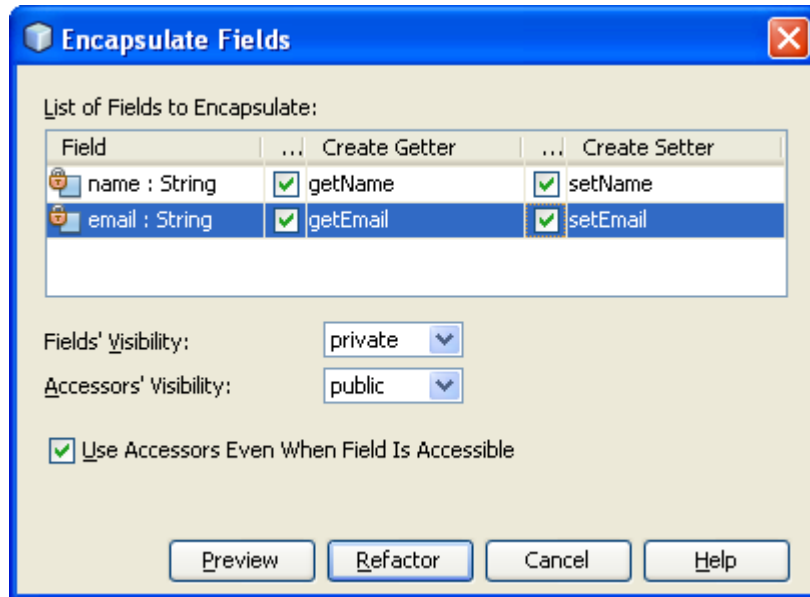 Encapsulate Fields
List of Fields to Encapsulate:
Field ... Create Getter ... Create Setter
name : String getName setName
email : String getEmail setEmail
Fields' Visibility: private
Accessors' Visibility: public
Use Accessors Even When Field Is Accessible
Preview Refactor Cancel Help